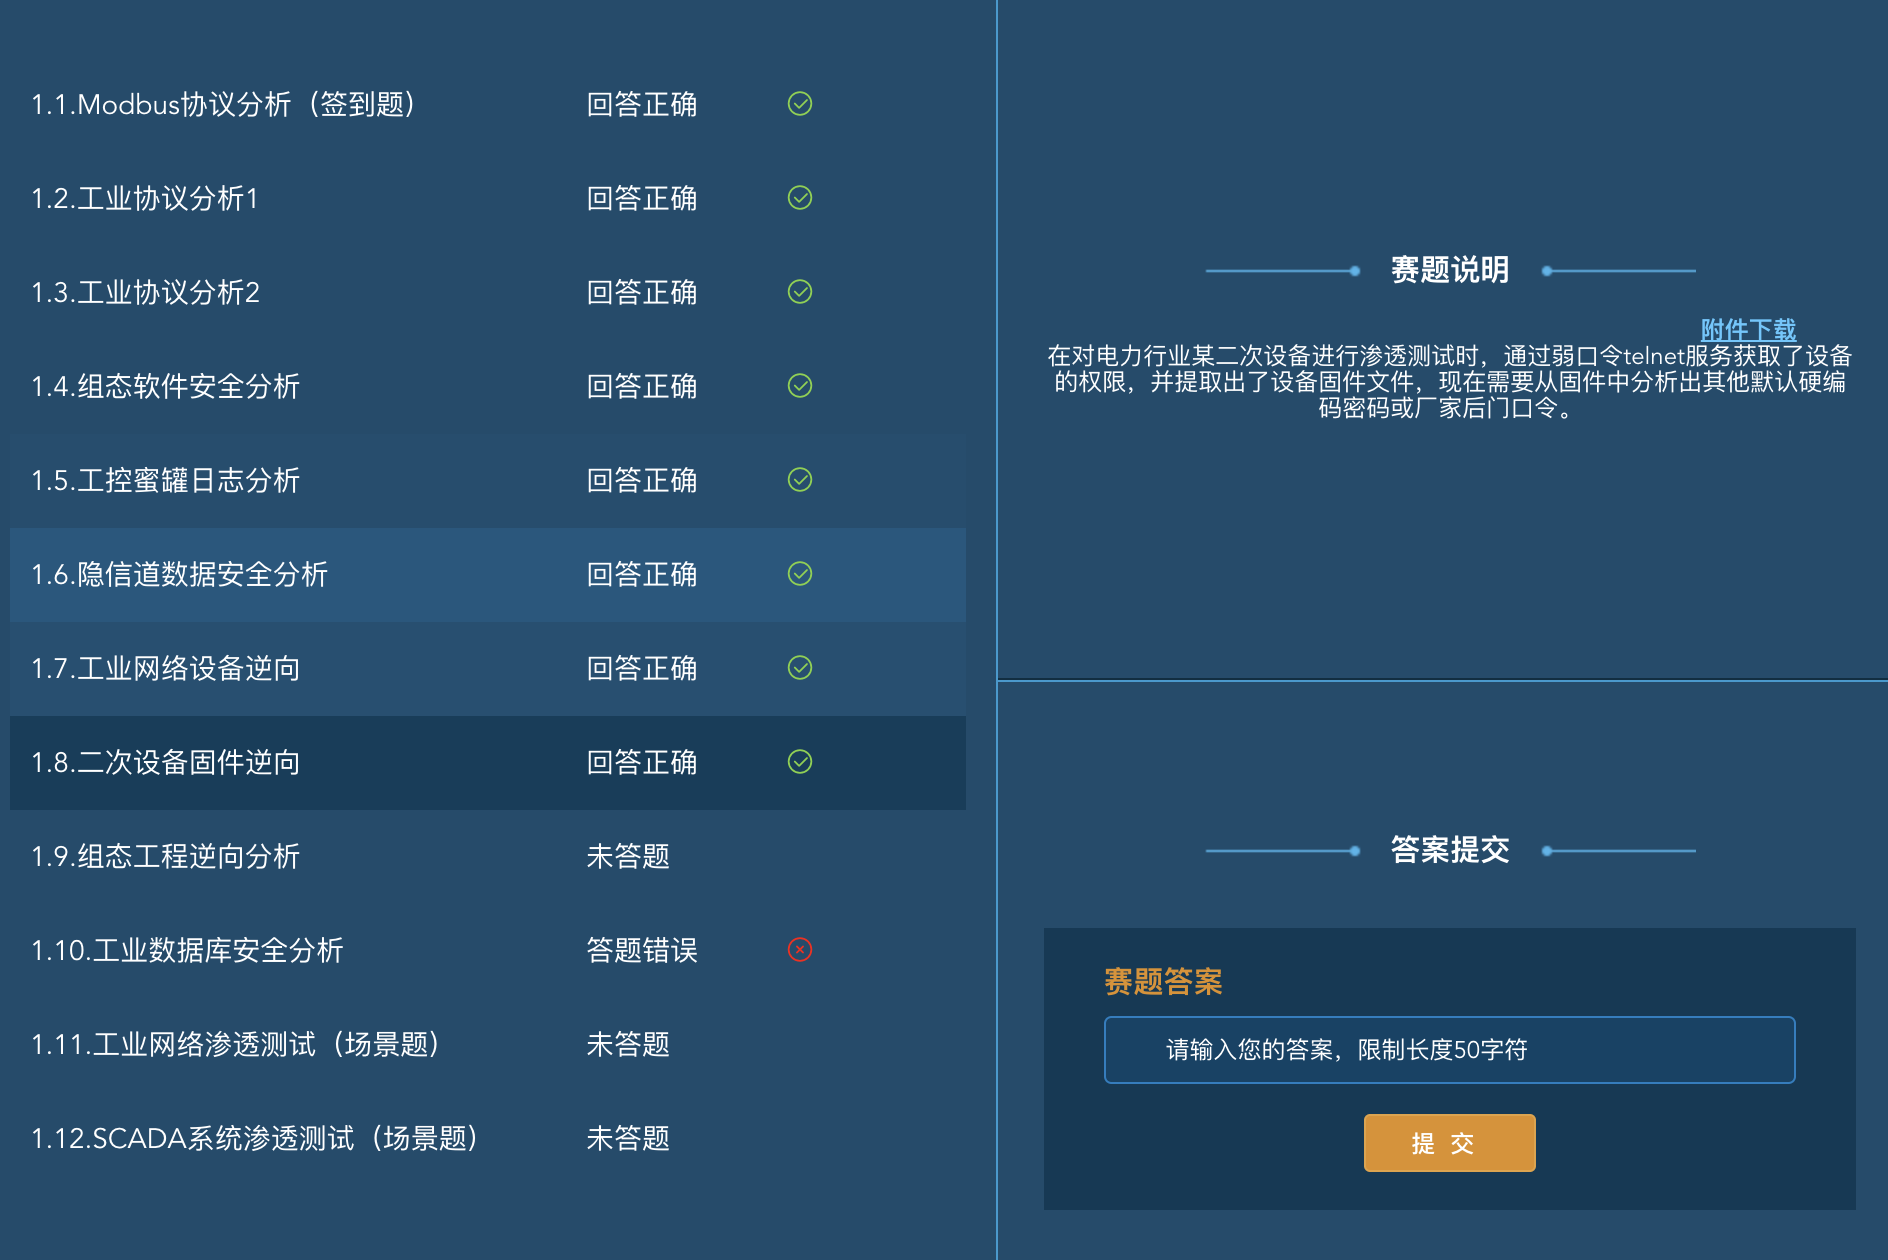 1.1.Modbus协议分析（签到题） 回答正确
1.2.工业协议分析1 回答正确
1.3.工业协议分析2 回答正确
1.4.组态软件安全分析 回答正确
1.5.工控蜜罐日志分析 回答正确
1.6.隐信道数据安全分析 回答正确
1.7.工业网络设备逆向 回答正确
1.8.二次设备固件逆向 回答正确
1.9.组态工程逆向分析 未答题
1.10.工业数据库安全分析 答题错误
1.11.工业网络渗透测试（场景题） 未答题
1.12.SCADA系统渗透测试（场景题） 未答题
赛题说明
附件下载
在对电力行业某二次设备进行渗透测试时，通过弱口令telnet服务获取了设备
的权限，并提取出了设备固件文件，现在需要从固件中分析出其他默认硬编
码密码或厂家后门口令。
答案提交
赛题答案
请输入您的答案，限制长度50字符
提 交